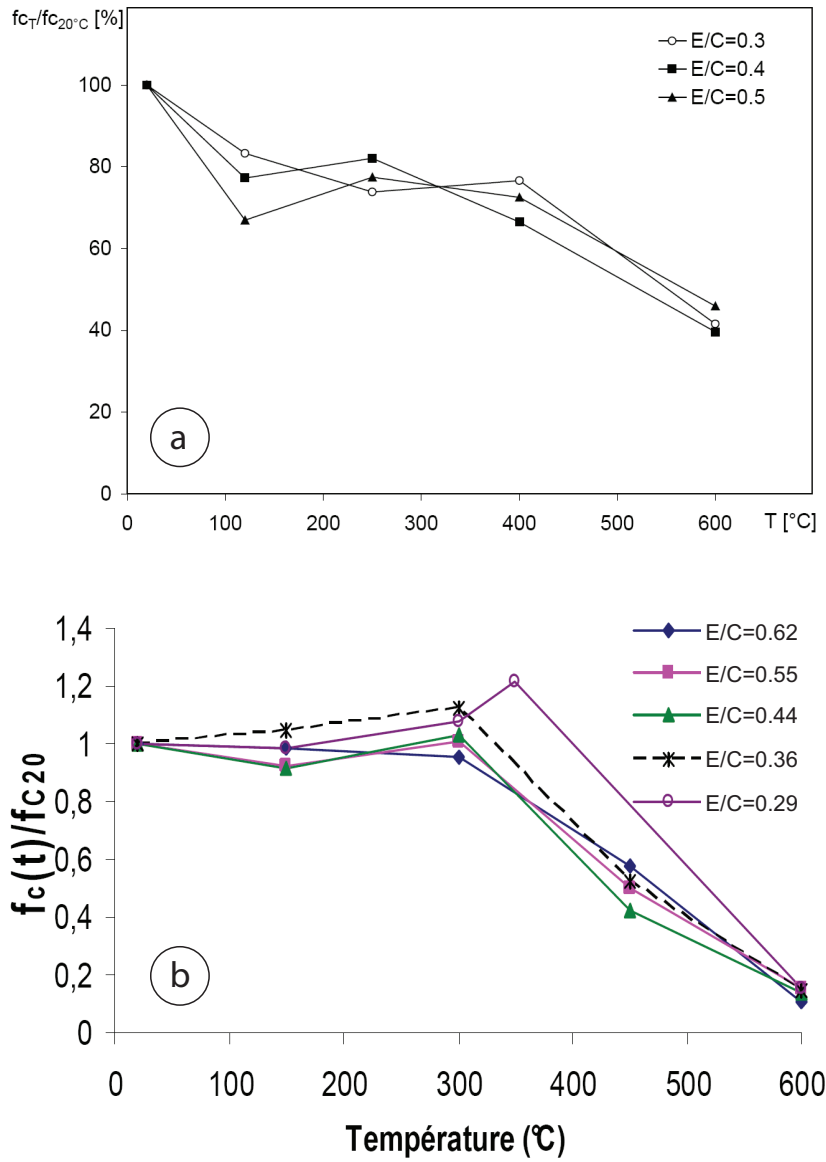 fcT/fc20°C [%]
E/C=0.3
E/C=0.4
E/C=0.5
100
80
60
40
20
0
a
0 100 200 300 400 500 600 T [°C]
1,4
1,2
1
0,8
0,6
0,4
0,2
0
fc(t)/fc20
E/C=0.62
E/C=0.55
E/C=0.44
E/C=0.36
E/C=0.29
b
0 100 200 300 400 500 600
Température (°C)